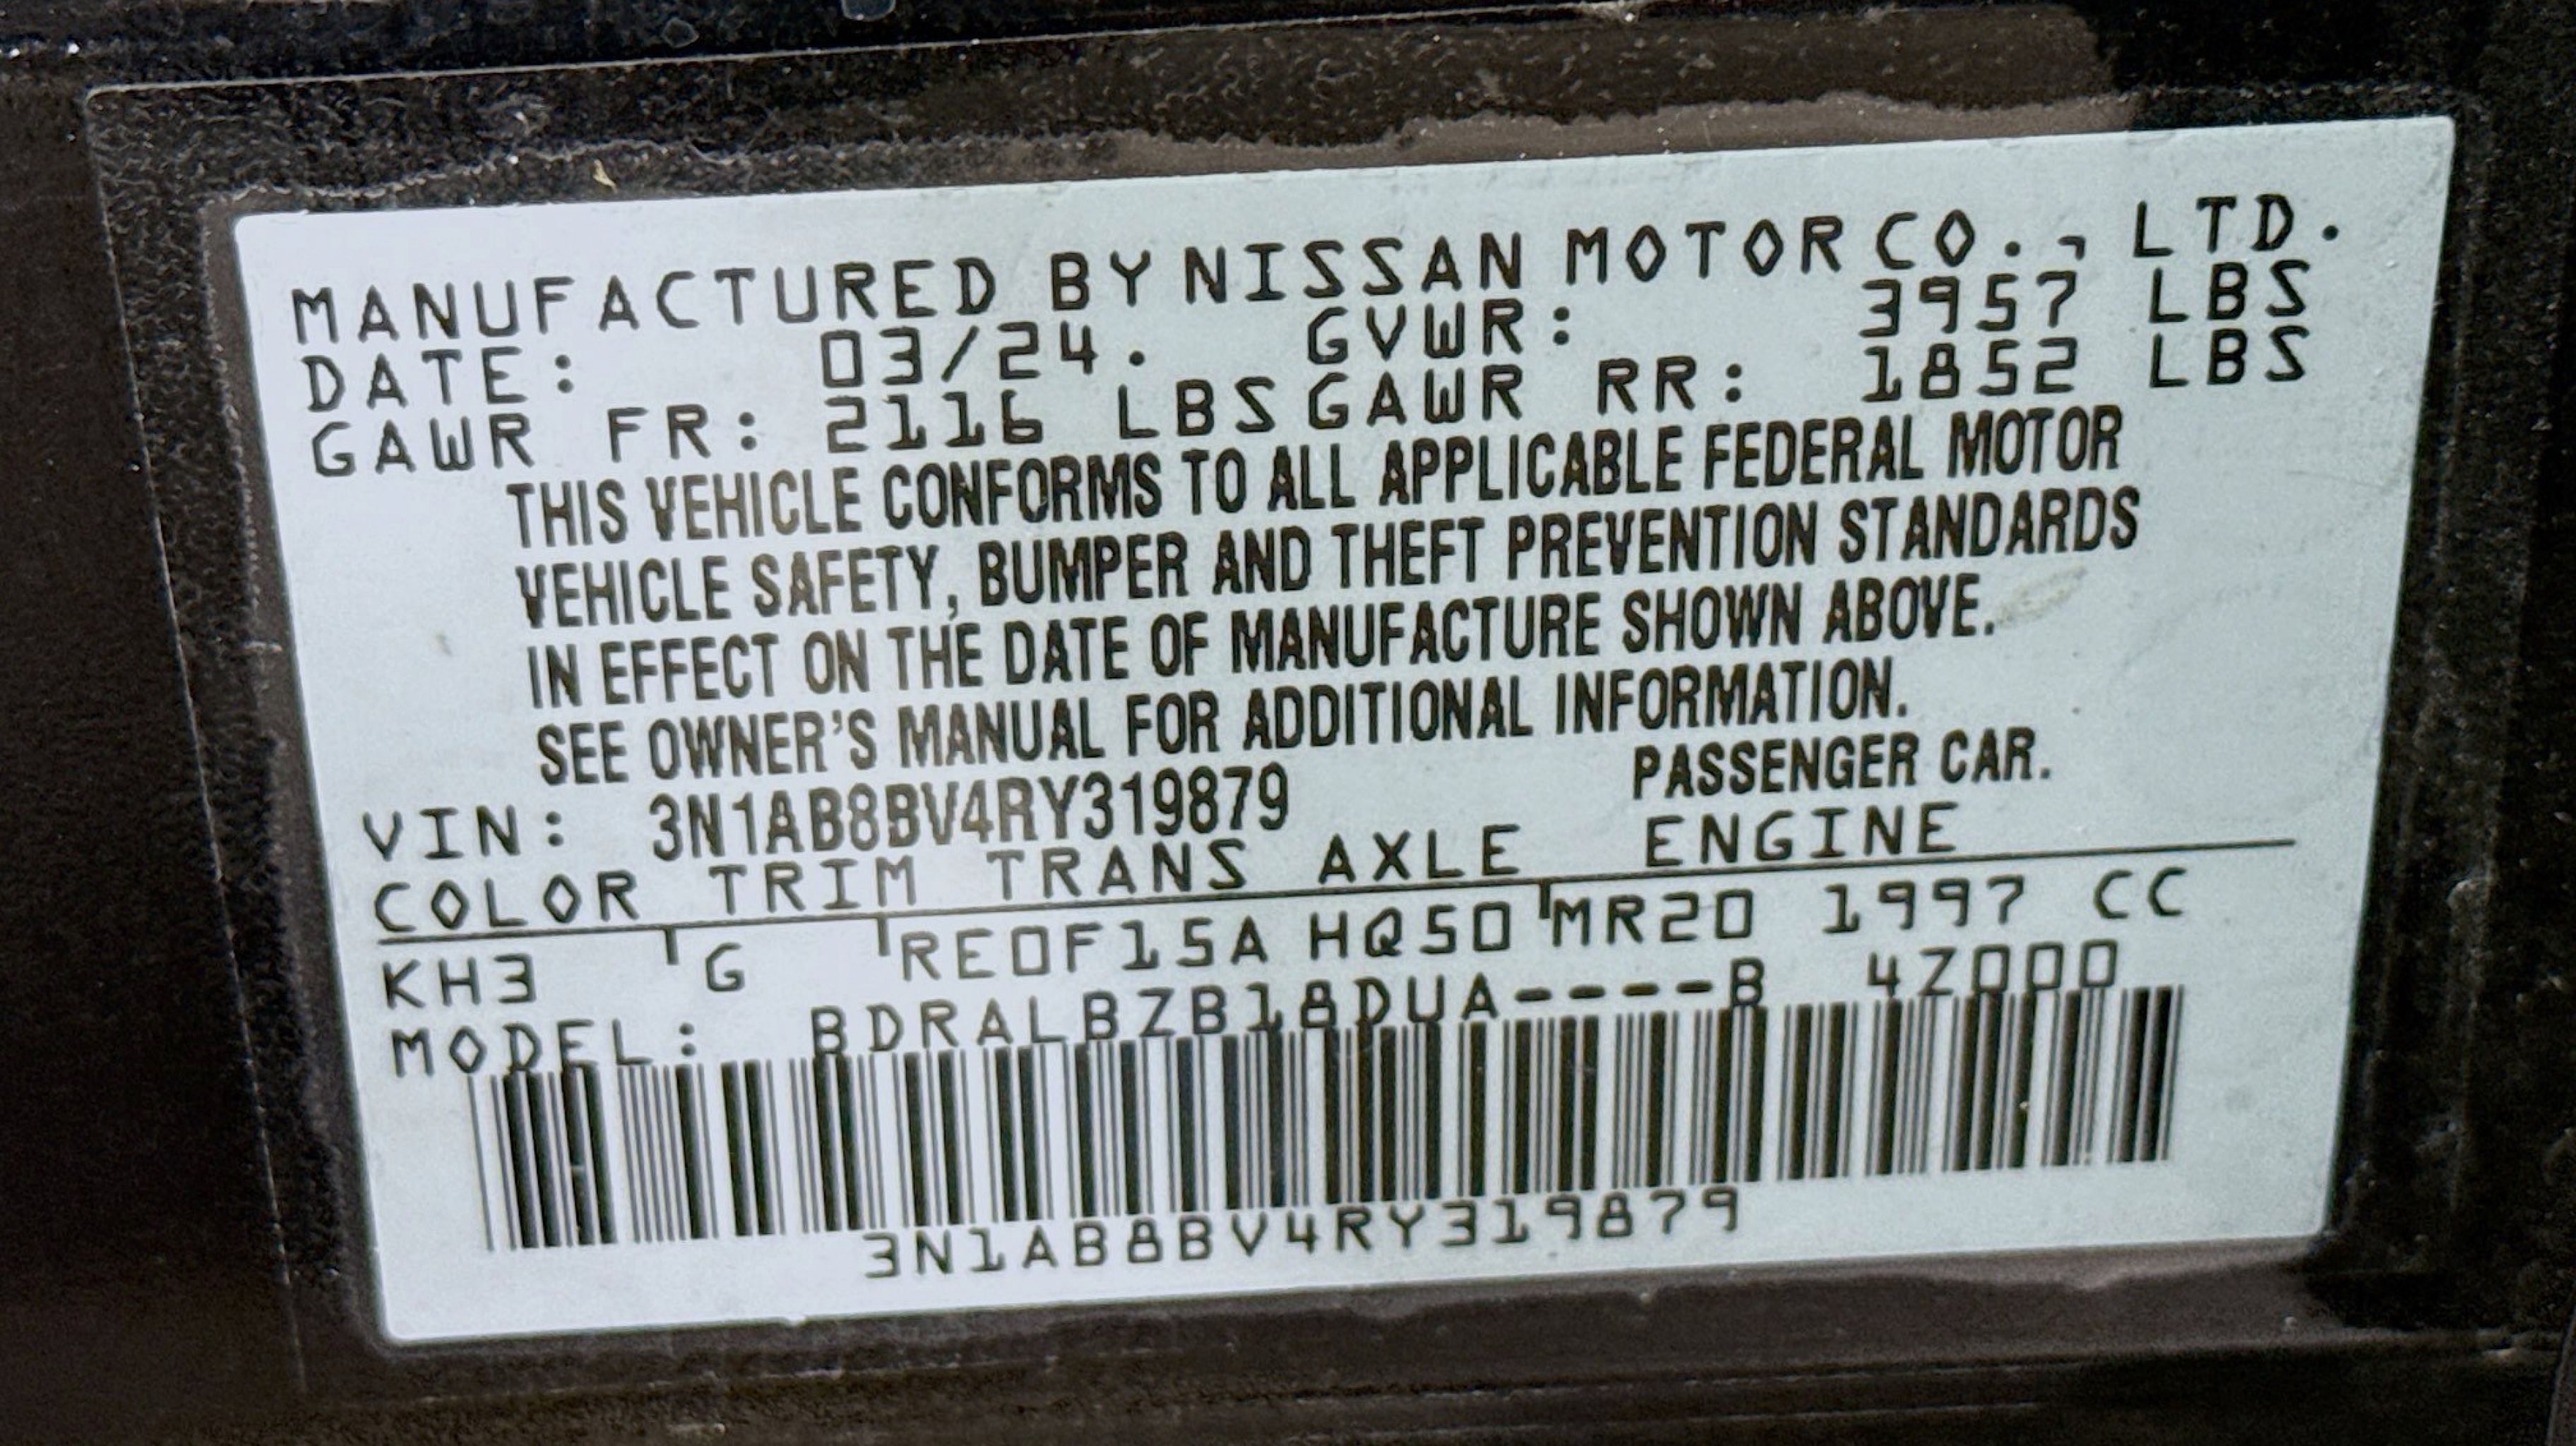 MANUFACTURED BY NISSAN MOTOR CO., LTD.
DATE: 03/24. GVWR: 3957 LBS
GAWR FR: 2116 LBS GAWR RR: 1852 LBS
THIS VEHICLE CONFORMS TO ALL APPLICABLE FEDERAL MOTOR
VEHICLE SAFETY, BUMPER AND THEFT PREVENTION STANDARDS
IN EFFECT ON THE DATE OF MANUFACTURE SHOWN ABOVE.
SEE OWNER'S MANUAL FOR ADDITIONAL INFORMATION.
VIN: 3N1AB8BV4RY319879 PASSENGER CAR.
COLOR TRIM TRANS AXLE ENGINE
KH3 G RE0F15A HQ50 MR20 1997 CC
MODEL: BDRALBZB18DUA----B 4Z000
3N1AB8BV4RY319879